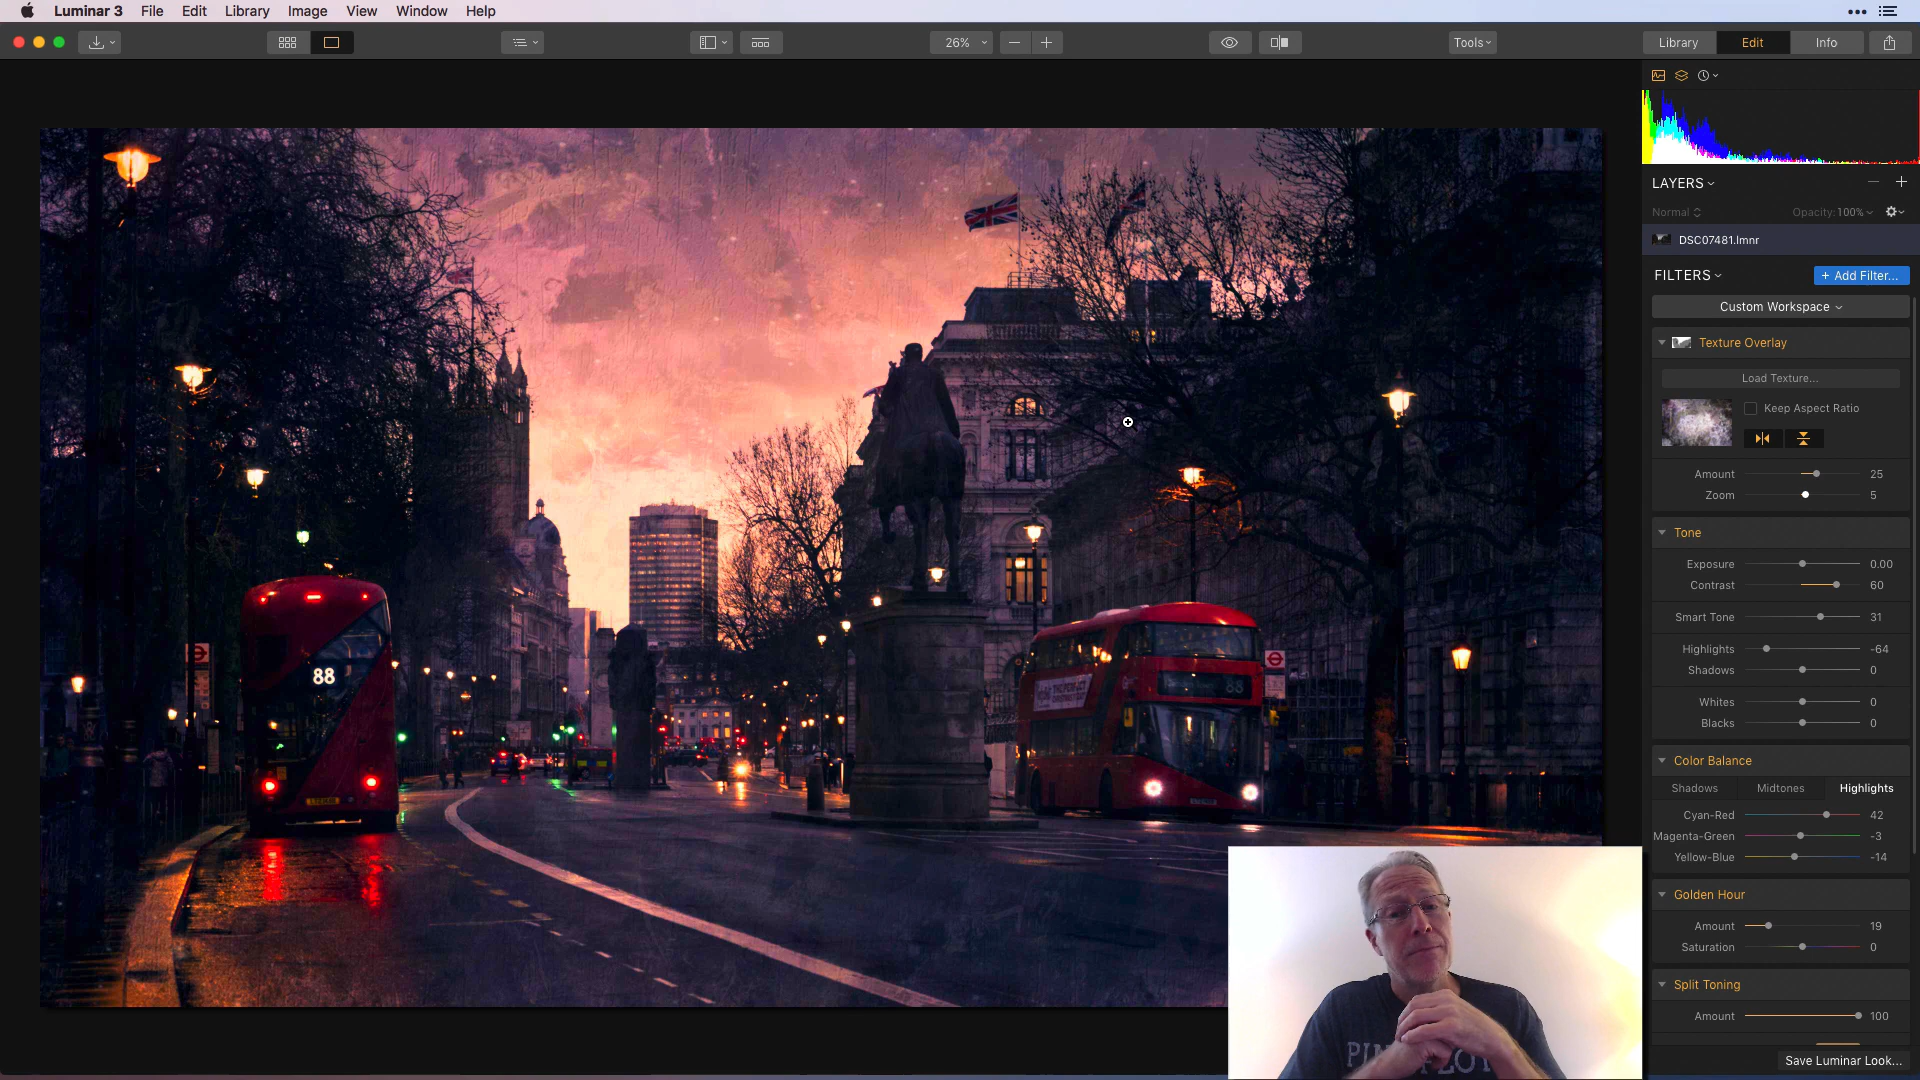 Luminar 3 File Edit Library Image View Window Help
26% Tools Library Edit Info
LAYERS
Normal Opacity: 100%
DSC07481.lmnr
FILTERS + Add Filter...
Custom Workspace
Texture Overlay
Load Texture...
Keep Aspect Ratio
Amount 25
Zoom 5
Tone
Exposure 0.00
Contrast 60
Smart Tone 31
Highlights -64
Shadows 0
Whites 0
Blacks 0
Color Balance
Shadows Midtones Highlights
Cyan-Red 42
Magenta-Green -3
Yellow-Blue -14
Golden Hour
Amount 19
Saturation 0
Split Toning
Amount 100
Save Luminar Look...
88
88